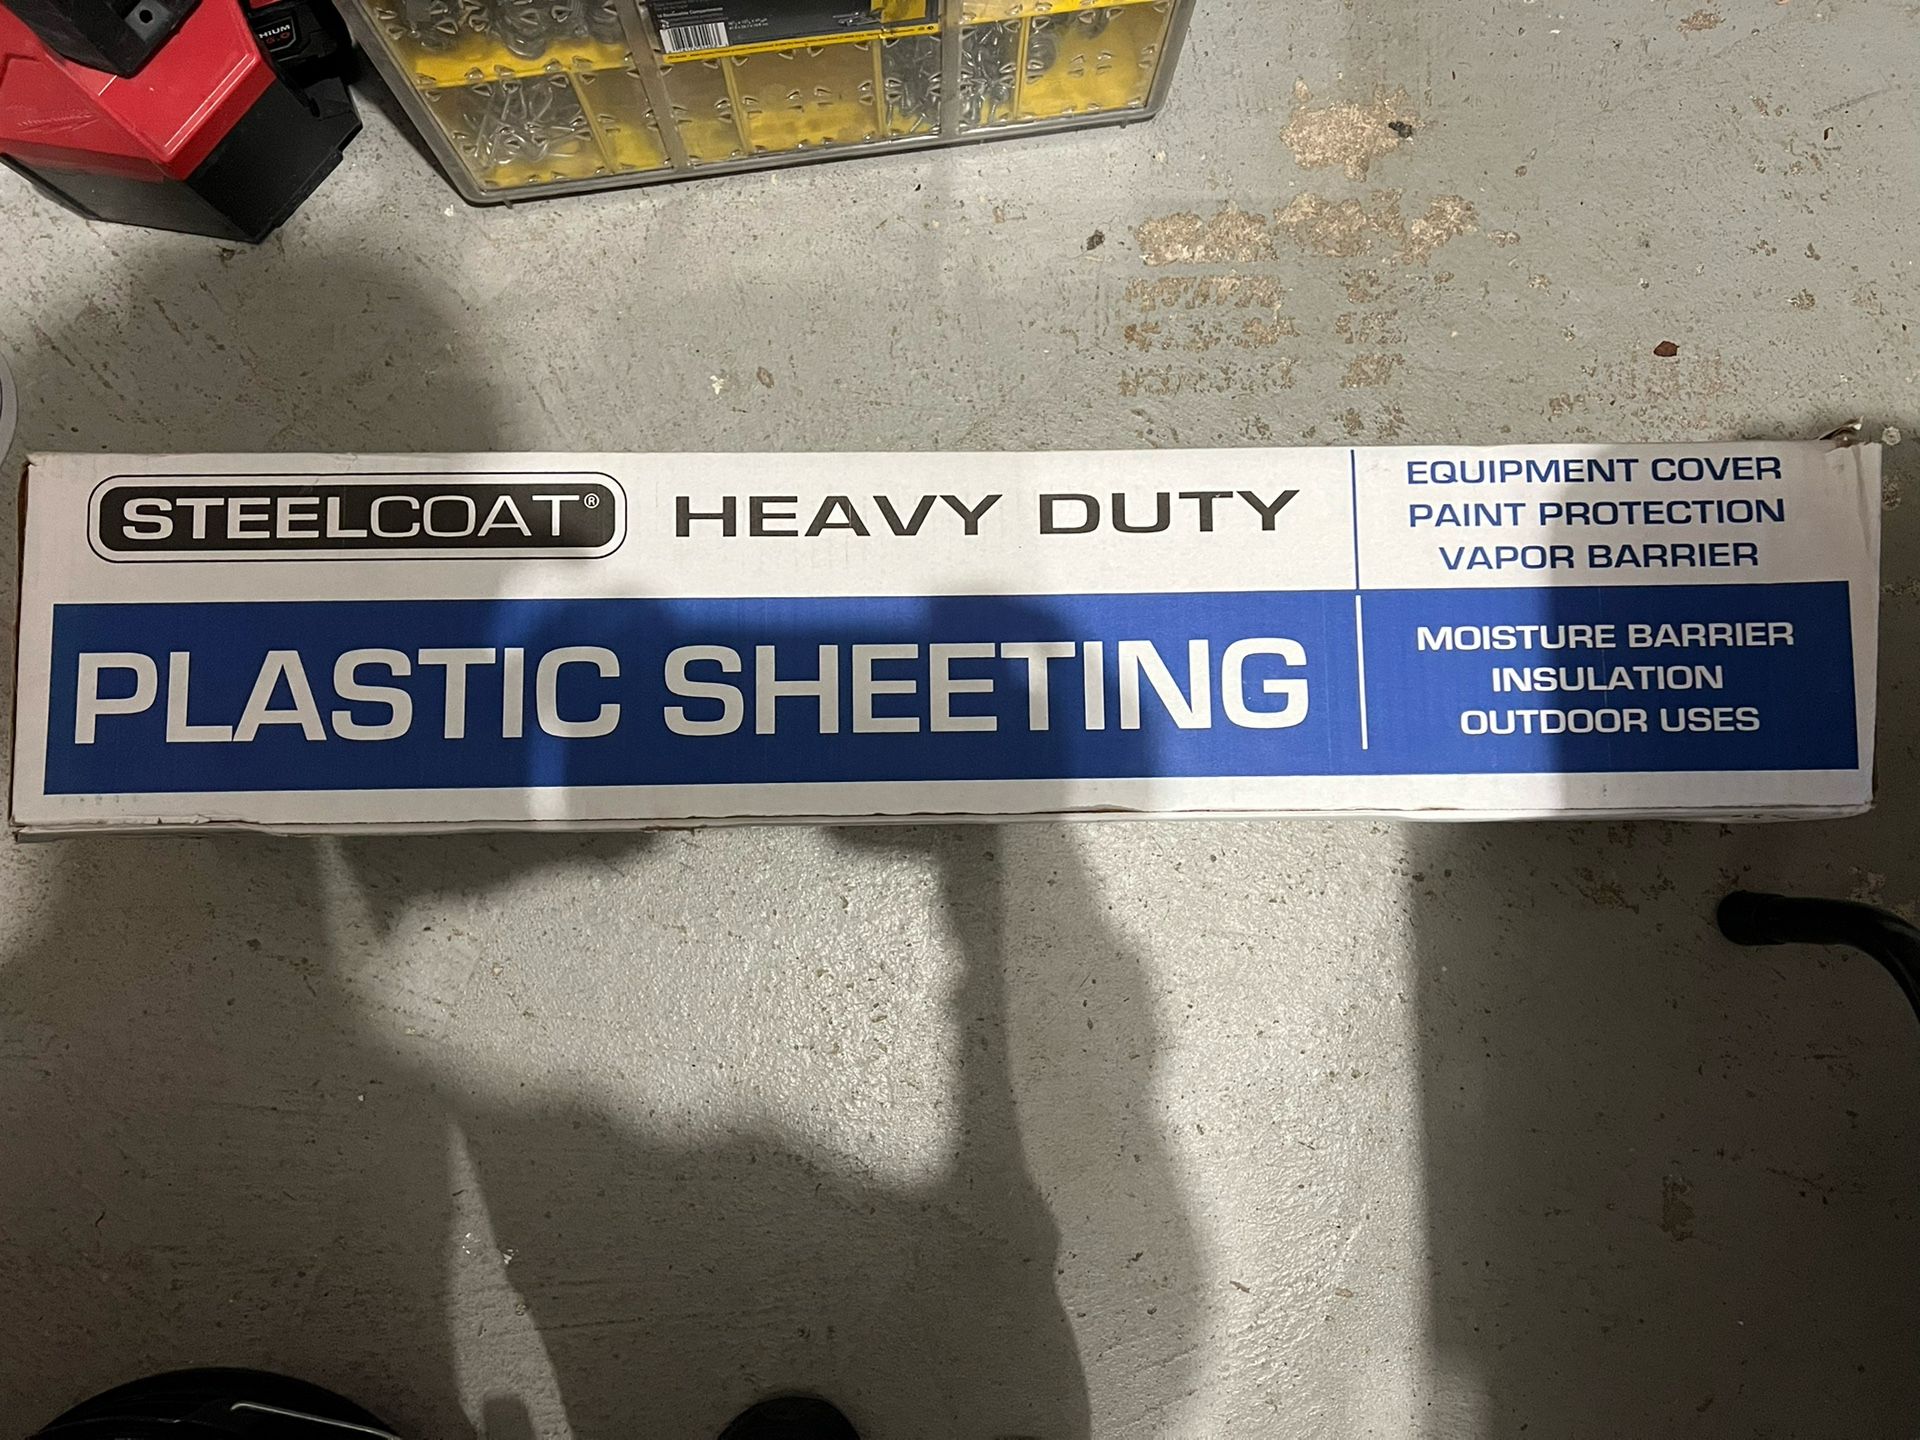 STEELCOAT®
HEAVY DUTY
PLASTIC SHEETING
EQUIPMENT COVER
PAINT PROTECTION
VAPOR BARRIER
MOISTURE BARRIER
INSULATION
OUTDOOR USES